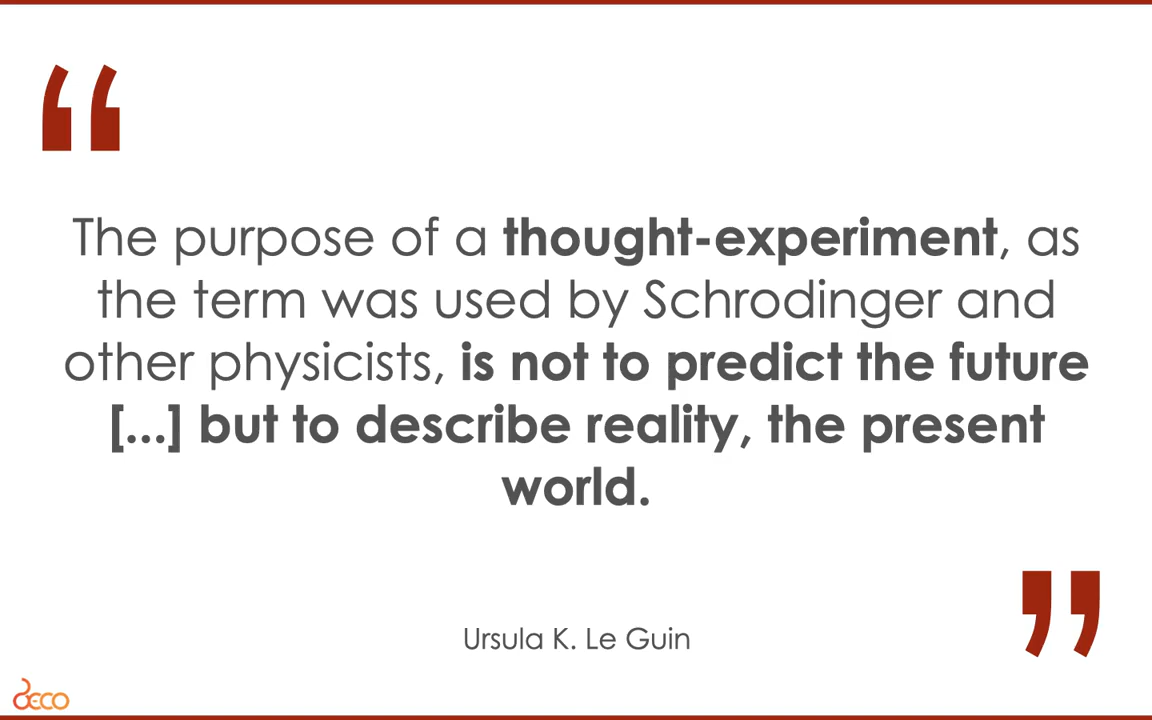 “
The purpose of a thought-experiment, as
the term was used by Schrodinger and
other physicists, is not to predict the future
[...] but to describe reality, the present
world.
”
Ursula K. Le Guin
OECO